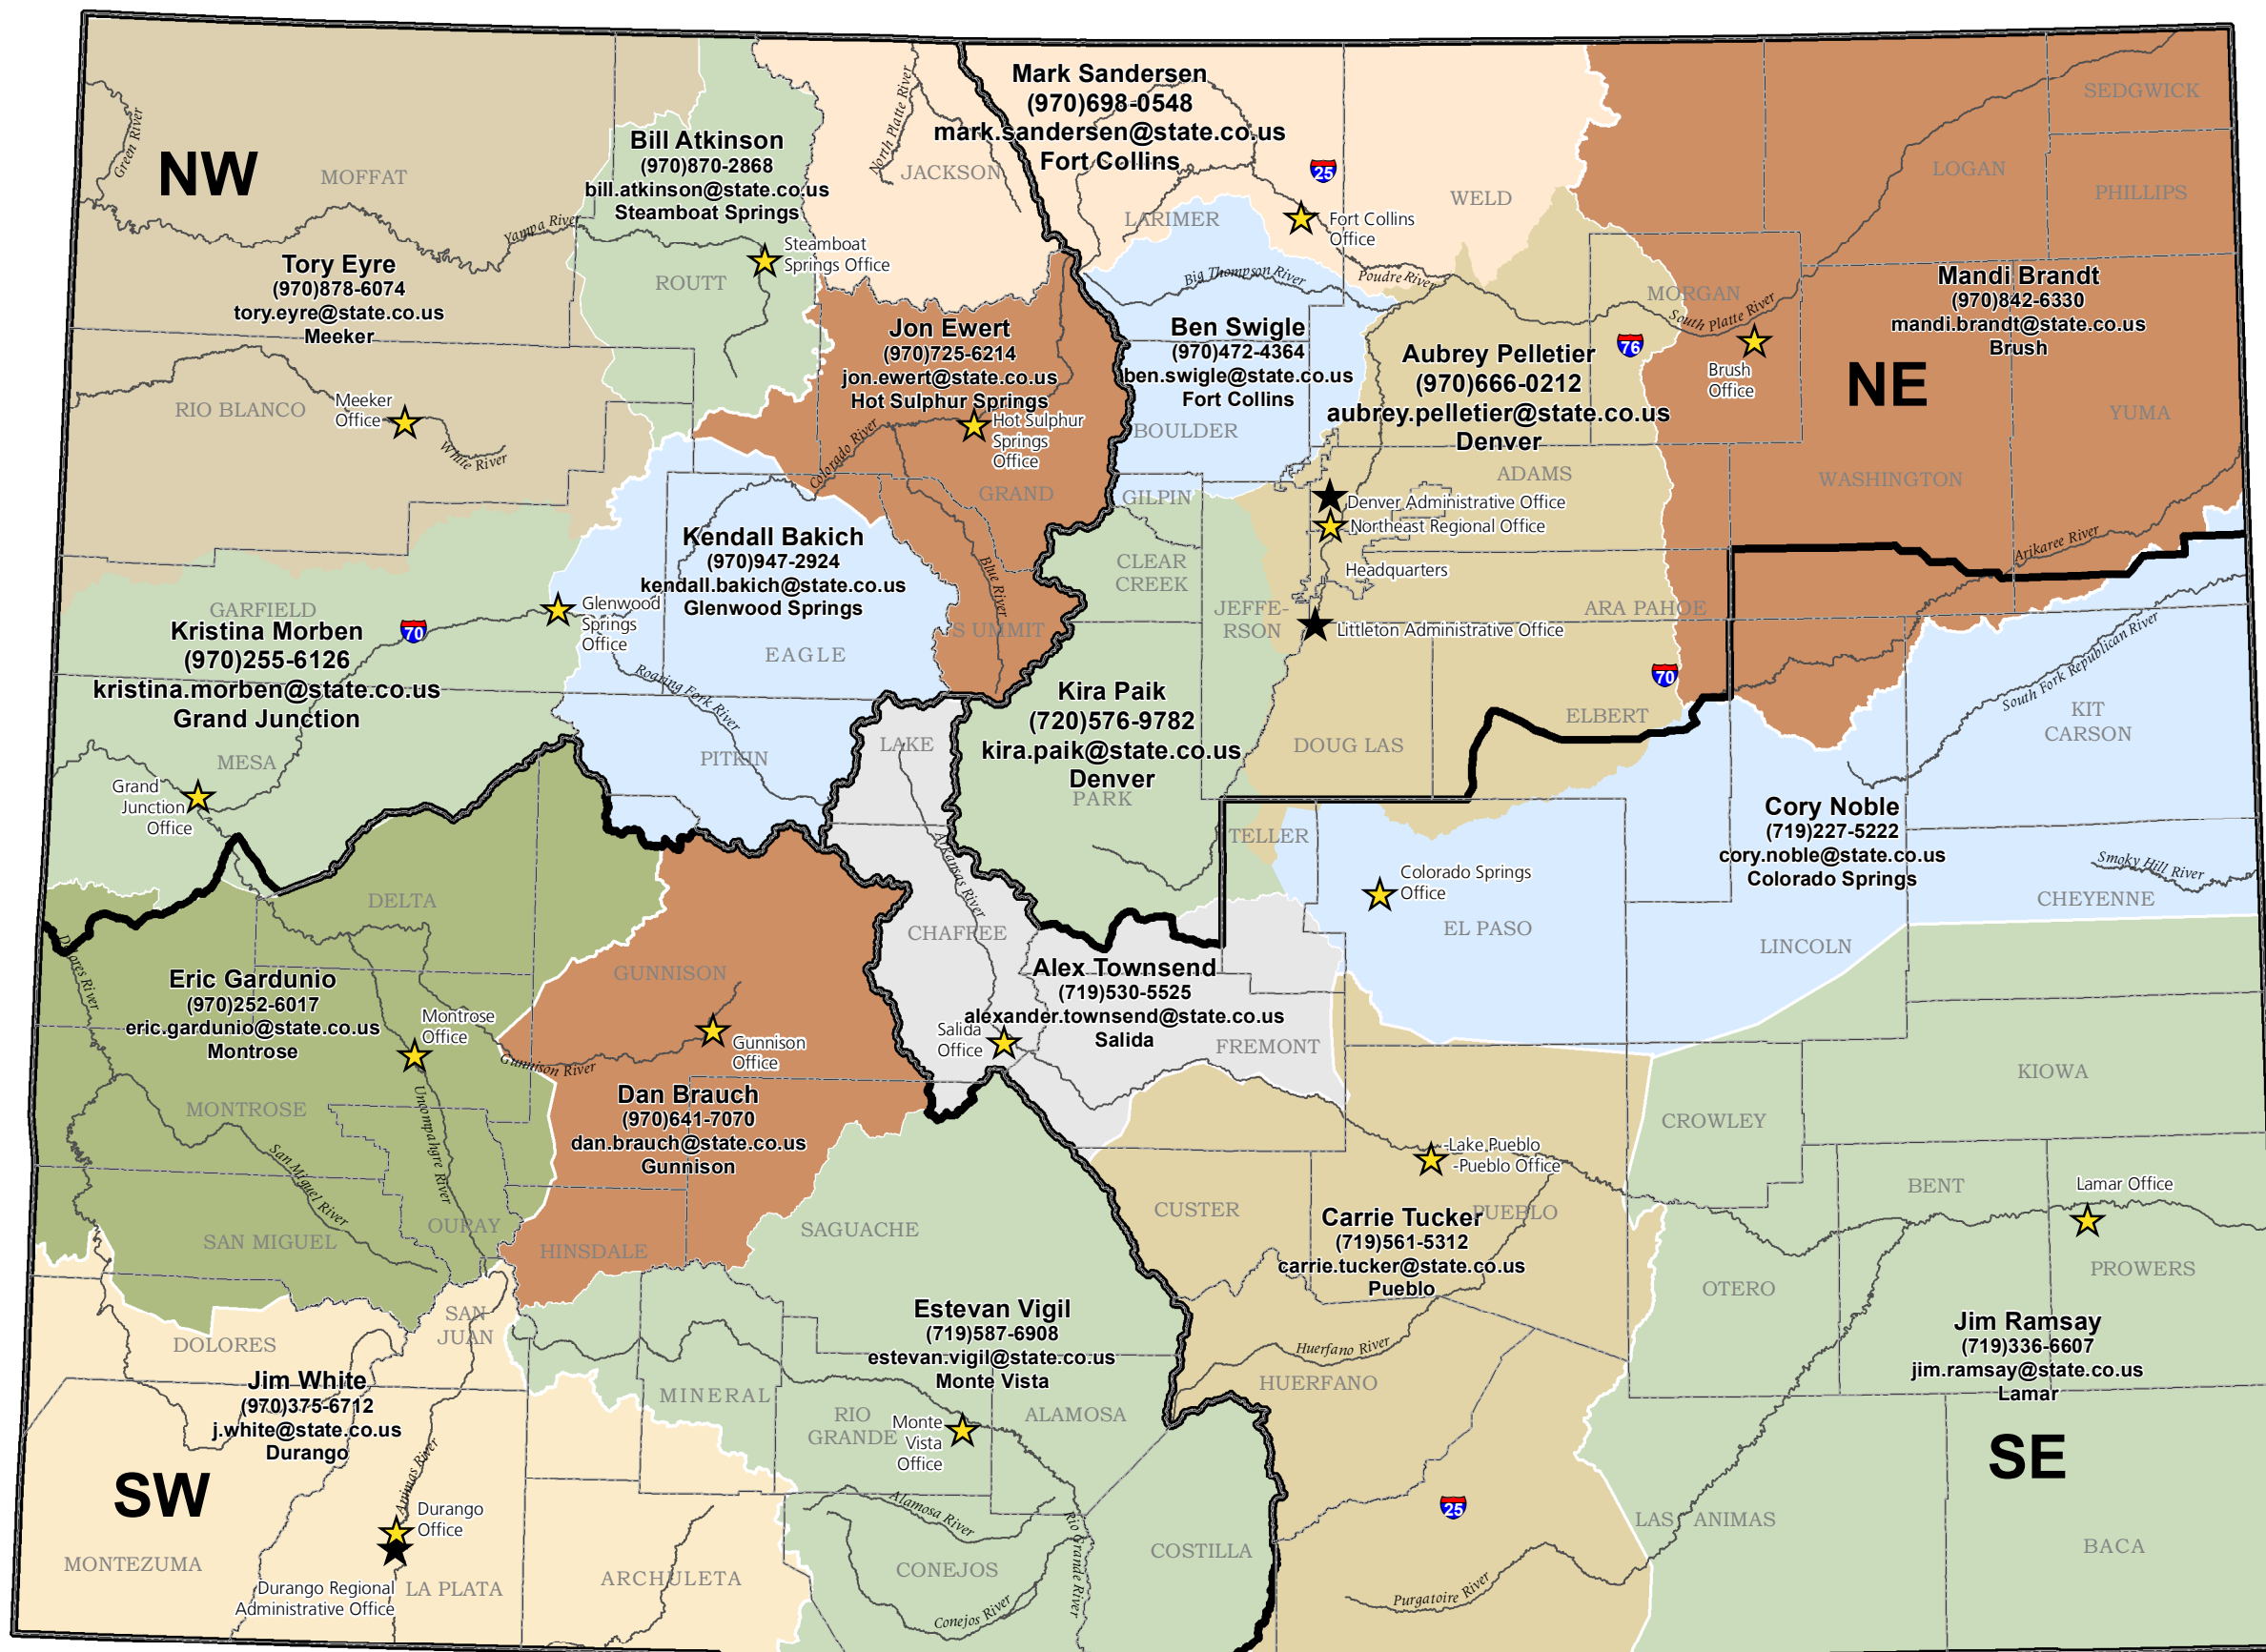 NW
MOFFAT
Green River
Yampa River
Tory Eyre
(970)878-6074
tory.eyre@state.co.us
Meeker
RIO BLANCO
Meeker
Office
White River
Bill Atkinson
(970)870-2868
bill.atkinson@state.co.us
Steamboat Springs
ROUTT
Steamboat
Springs Office
North Platte River
JACKSON
Mark Sandersen
(970)698-0548
mark.sandersen@state.co.us
Fort Collins
25
LARIMER
WELD
Fort Collins
Office
Big Thompson River
Poudre River
Jon Ewert
(970)725-6214
jon.ewert@state.co.us
Hot Sulphur Springs
Hot Sulphur
Springs
Office
Colorado River
GRAND
Blue River
SUMMIT
Ben Swigle
(970)472-4364
ben.swigle@state.co.us
Fort Collins
BOULDER
GILPIN
Aubrey Pelletier
(970)666-0212
aubrey.pelletier@state.co.us
Denver
MORGAN
76
South Platte River
Brush
Office
ADAMS
Denver Administrative Office
Northeast Regional Office
Headquarters
Littleton Administrative Office
ARA PAHOE
70
ELBERT
DOUG LAS
SEDGWICK
LOGAN
PHILLIPS
Mandi Brandt
(970)842-6330
mandi.brandt@state.co.us
Brush
NE
YUMA
WASHINGTON
Arikaree River
GARFIELD
Kristina Morben
(970)255-6126
kristina.morben@state.co.us
Grand Junction
70
MESA
Grand
Junction
Office
Kendall Bakich
(970)947-2924
kendall.bakich@state.co.us
Glenwood Springs
Glenwood
Springs
Office
EAGLE
Roaring Fork River
PITKIN
CLEAR
CREEK
JEFFE-
RSON
Kira Paik
(720)576-9782
kira.paik@state.co.us
Denver
PARK
LAKE
Arkansas River
CHAFFEE
TELLER
Colorado Springs
Office
EL PASO
Cory Noble
(719)227-5222
cory.noble@state.co.us
Colorado Springs
South Fork Republican River
KIT
CARSON
Smoky Hill River
CHEYENNE
LINCOLN
DELTA
Dolores River
Eric Gardunio
(970)252-6017
eric.gardunio@state.co.us
Montrose
Montrose
Office
MONTROSE
Uncompahgre River
San Miguel River
OURAY
SAN MIGUEL
GUNNISON
Gunnison
Office
Gunnison River
Dan Brauch
(970)641-7070
dan.brauch@state.co.us
Gunnison
HINSDALE
Alex Townsend
(719)530-5525
alexander.townsend@state.co.us
Salida
Salida
Office
FREMONT
SAGUACHE
Estevan Vigil
(719)587-6908
estevan.vigil@state.co.us
Monte Vista
MINERAL
RIO
GRANDE
Monte
Vista
Office
ALAMOSA
Alamosa River
Rio Grande River
CONEJOS
Conejos River
COSTILLA
CUSTER
Lake Pueblo
-Pueblo Office
PUEBLO
Carrie Tucker
(719)561-5312
carrie.tucker@state.co.us
Pueblo
Huerfano River
HUERFANO
25
Purgatoire River
LAS ANIMAS
KIOWA
CROWLEY
BENT
Lamar Office
OTERO
PROWERS
Jim Ramsay
(719)336-6607
jim.ramsay@state.co.us
Lamar
SE
BACA
DOLORES
SAN
JUAN
Jim White
(970)375-6712
j.white@state.co.us
Durango
SW
Animas River
Durango
Office
MONTEZUMA
Durango Regional
Administrative Office
LA PLATA
ARCHULETA